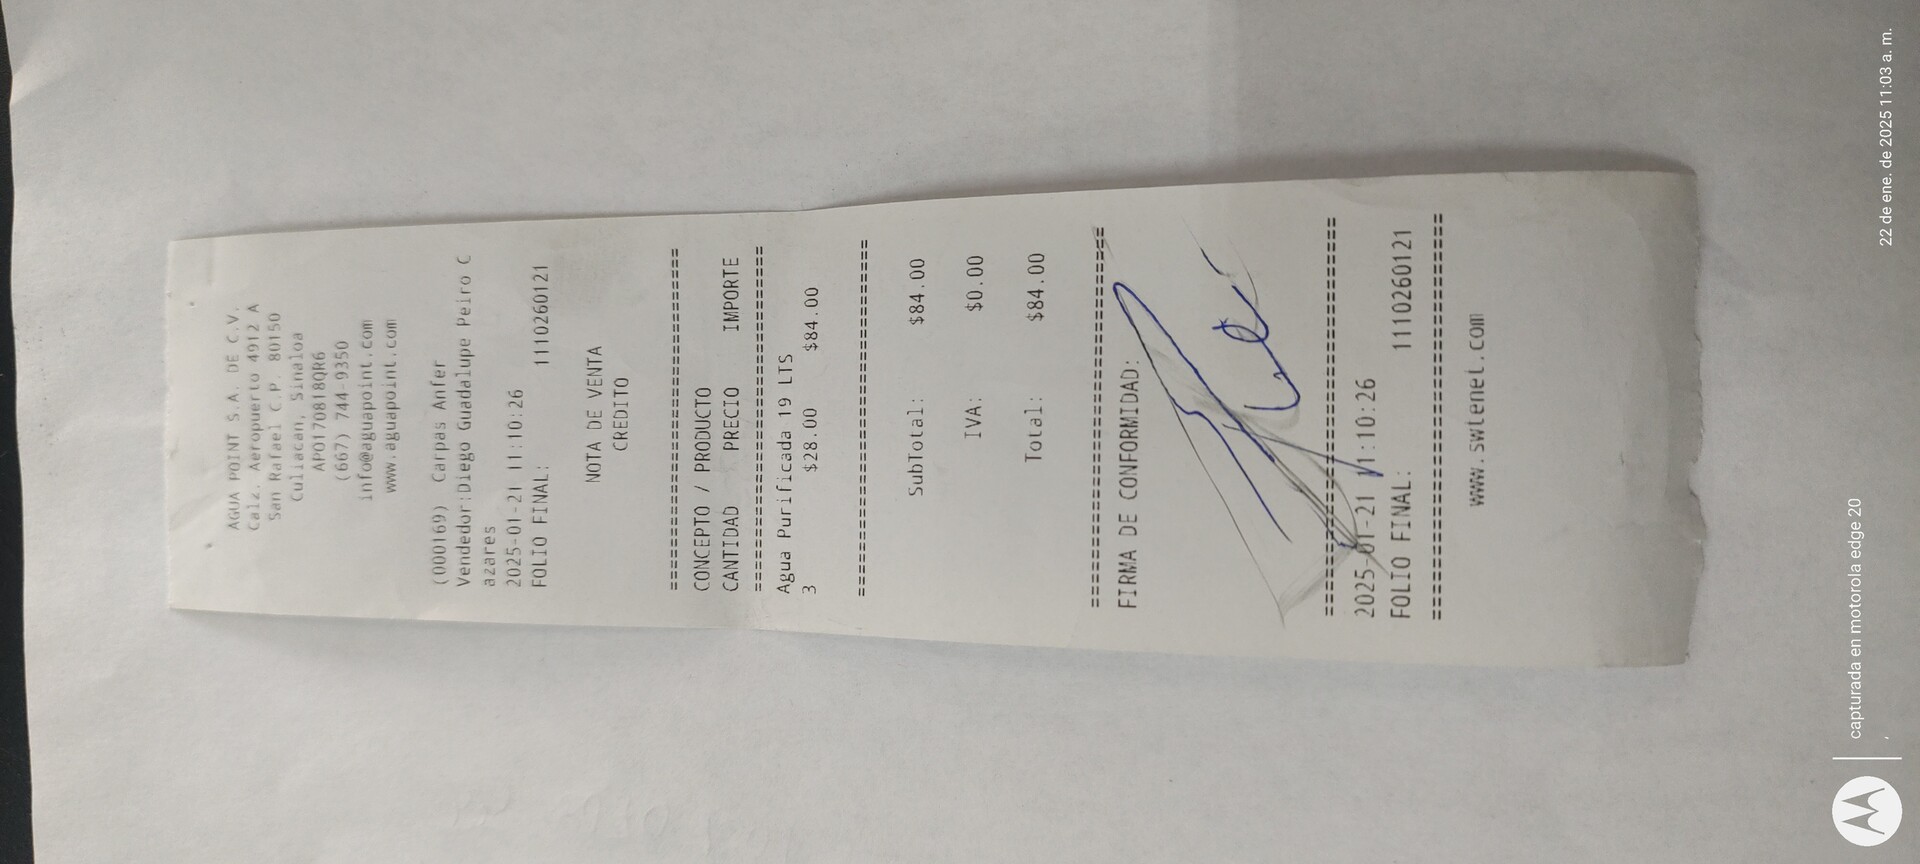 AGUA POINT S.A. DE C.V.
Calz. Aeropuerto 4912 A
San Rafael C.P. 80150
Culiacan, Sinaloa
APO170818QR6
(667) 744-9350
info@aguapoint.com
www.aguapoint.com
(000169) Carpas Anfer
Vendedor:Diego Guadalupe Peiro C
azares
2025-01-21 11:10:26
FOLIO FINAL: 1110260121
NOTA DE VENTA
CREDITO
================================
CONCEPTO / PRODUCTO
CANTIDAD PRECIO IMPORTE
================================
Agua Purificada 19 LTS
3 $28.00 $84.00
================================
SubTotal: $84.00
IVA: $0.00
Total: $84.00
================================
FIRMA DE CONFORMIDAD:
================================
2025-01-21 11:10:26
FOLIO FINAL: 1110260121
================================
www.swtenet.com
capturada en motorola edge 20
22 de ene. de 2025 11:03 a. m.